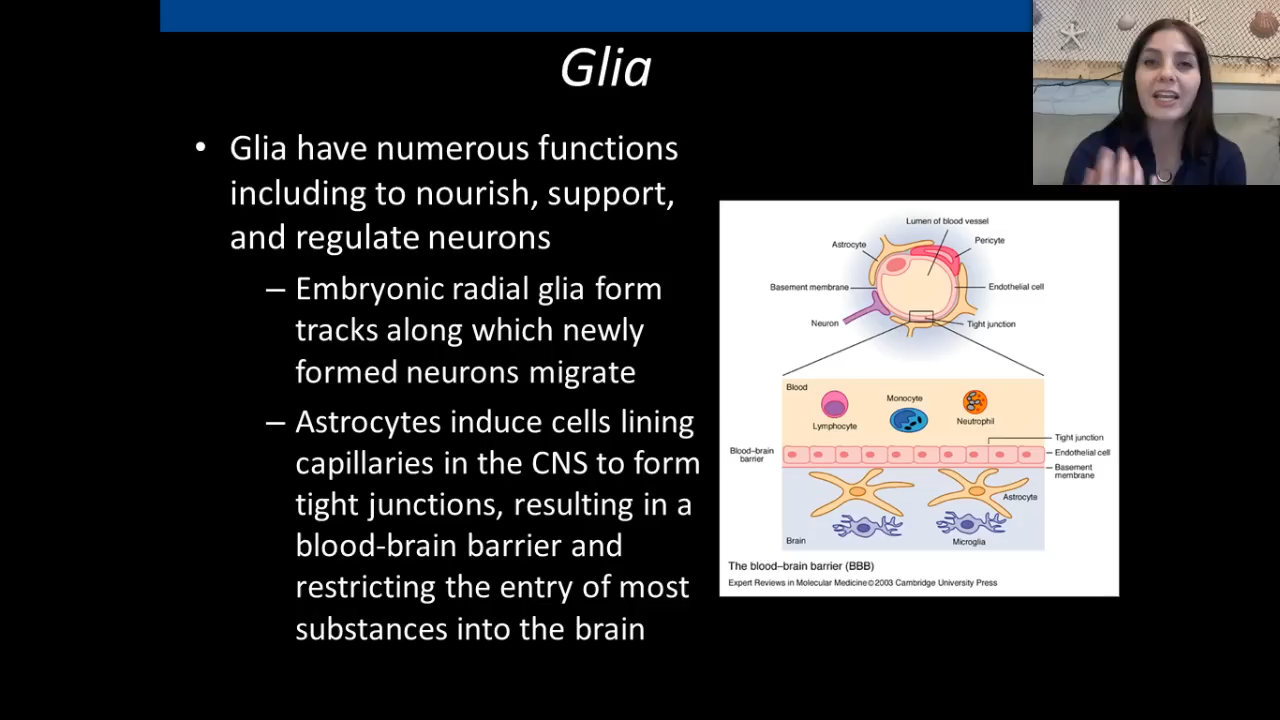 Glia
• Glia have numerous functions
including to nourish, support,
and regulate neurons
– Embryonic radial glia form
tracks along which newly
formed neurons migrate
– Astrocytes induce cells lining
capillaries in the CNS to form
tight junctions, resulting in a
blood-brain barrier and
restricting the entry of most
substances into the brain
Lumen of blood vessel
Astrocyte
Pericyte
Basement membrane
Endothelial cell
Neuron
Tight junction
Blood
Lymphocyte
Monocyte
Neutrophil
Blood–brain
barrier
Tight junction
Endothelial cell
Basement
membrane
Astrocyte
Brain
Microglia
The blood–brain barrier (BBB)
Expert Reviews in Molecular Medicine©2003 Cambridge University Press